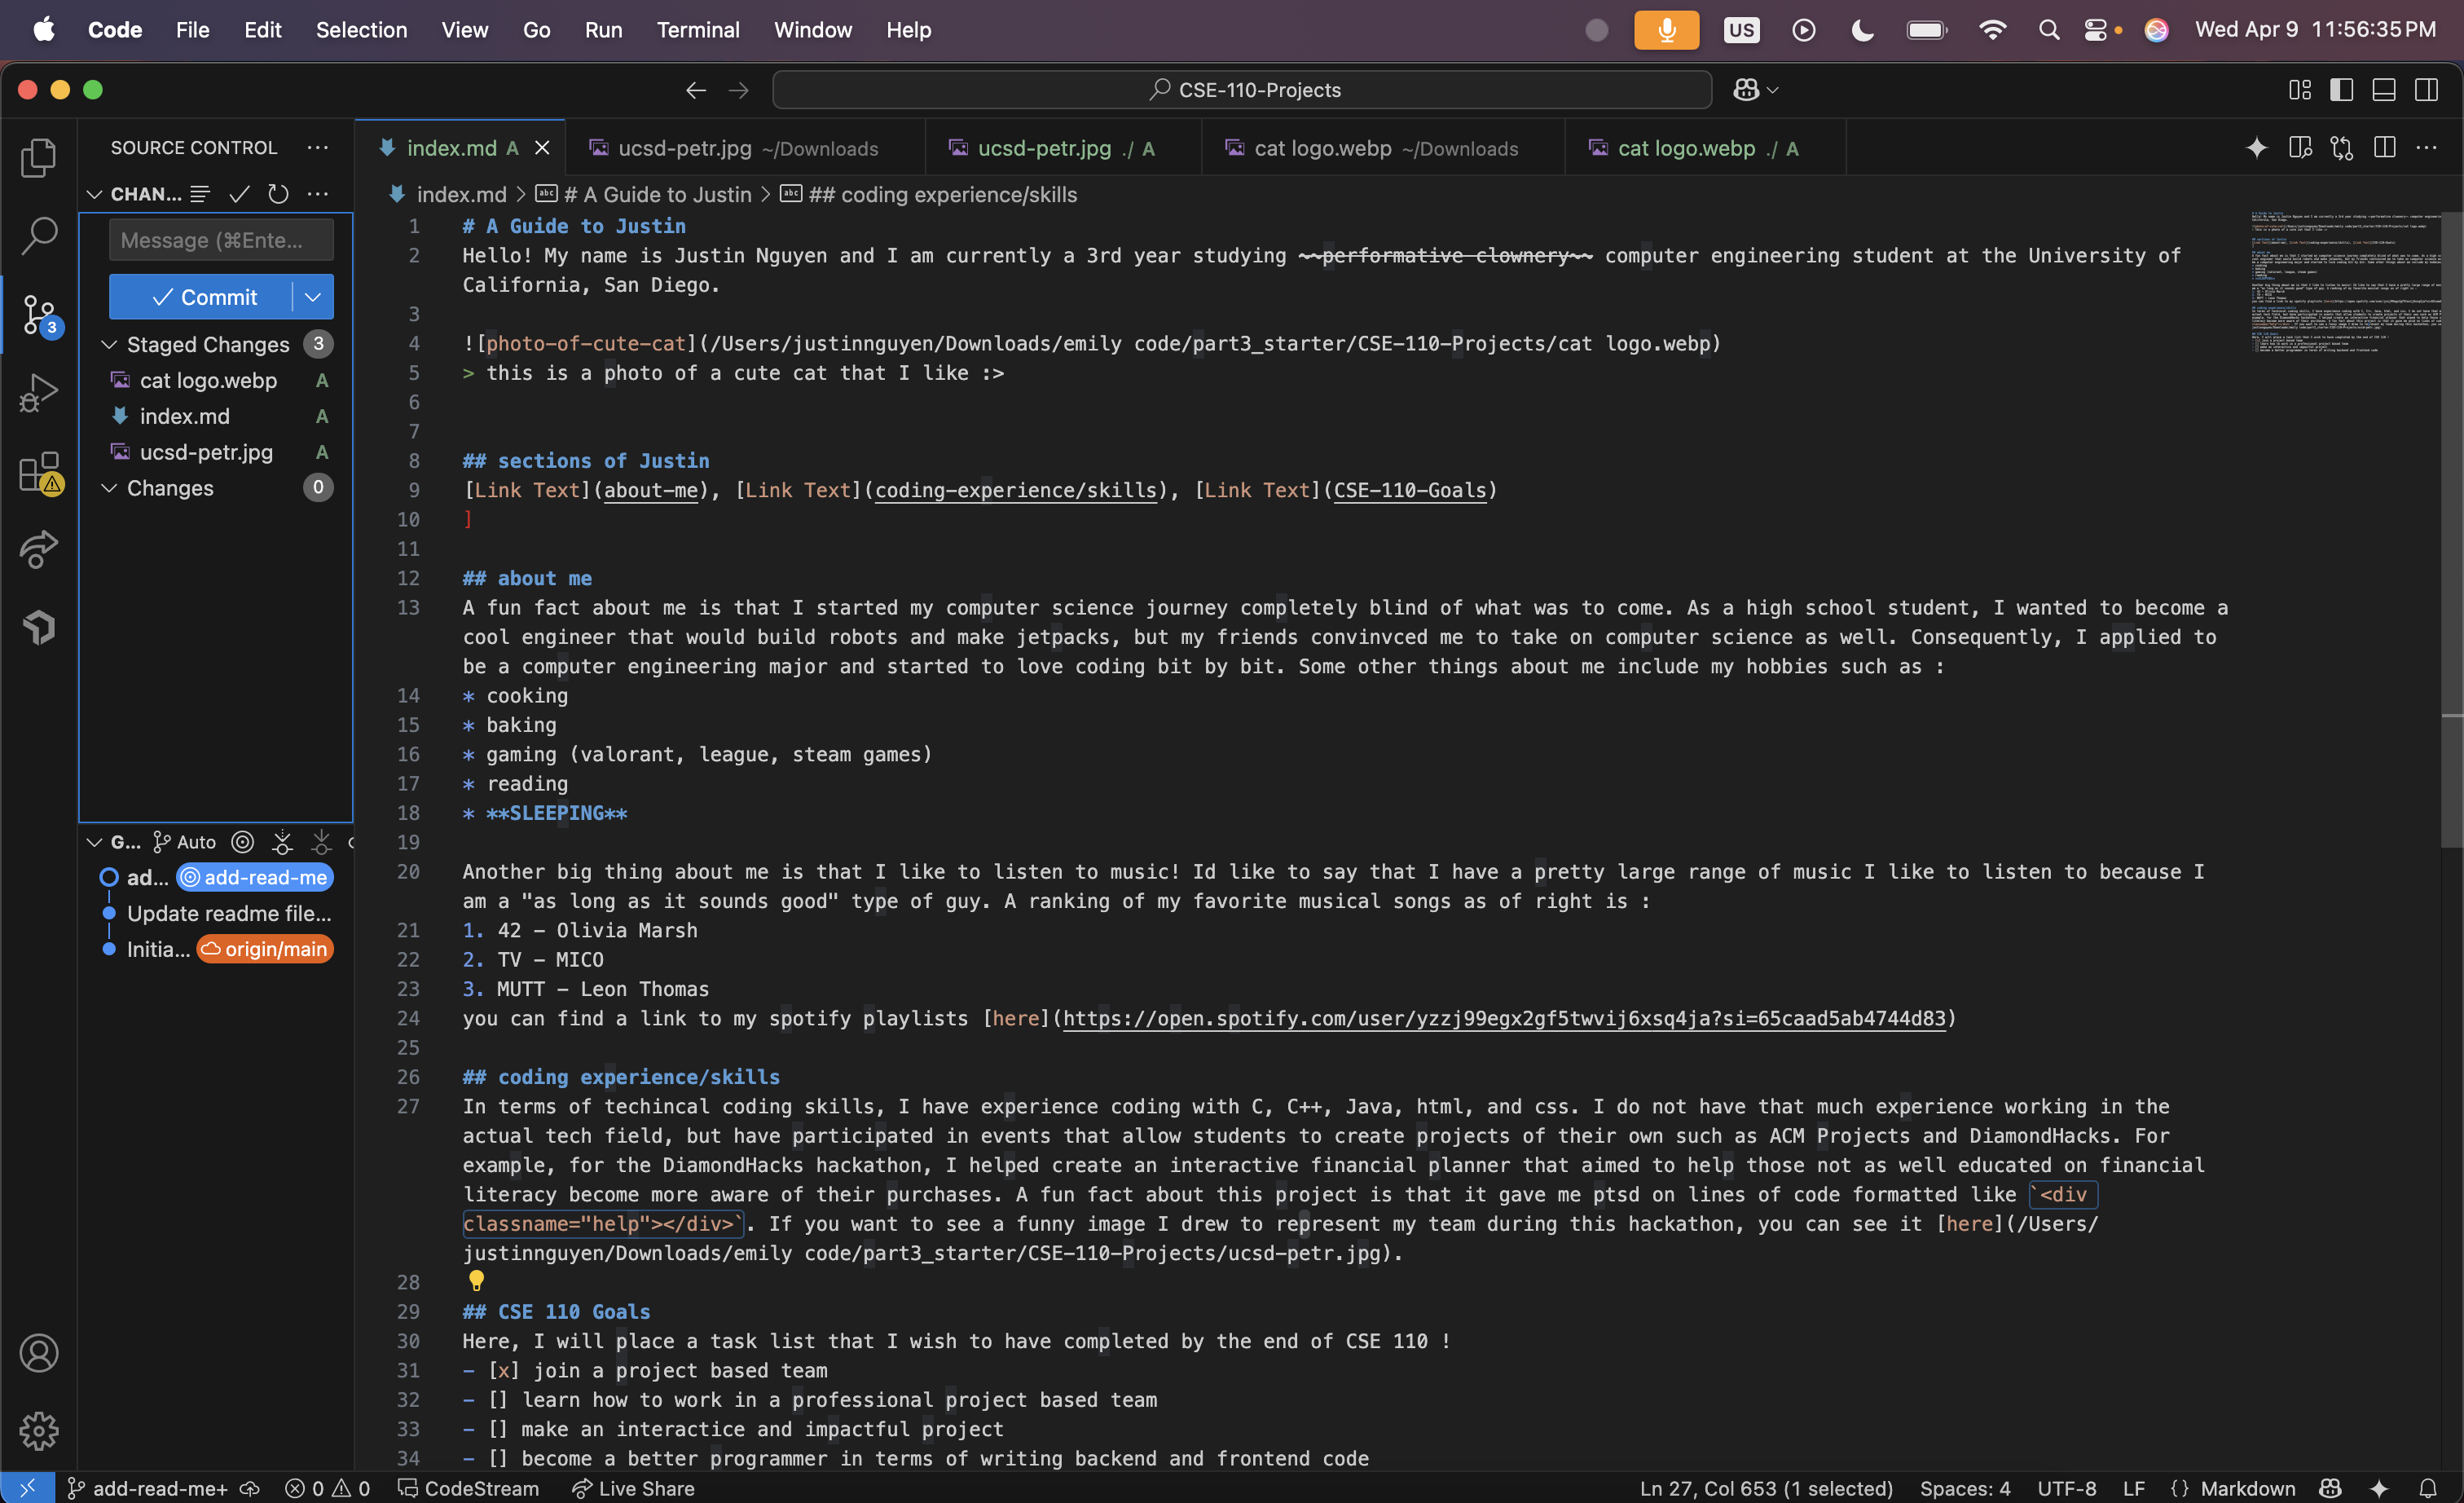 Code File Edit Selection View Go Run Terminal Window Help US Wed Apr 9 11:56:35 PM
CSE-110-Projects
SOURCE CONTROL
index.md A
ucsd-petr.jpg ~/Downloads
ucsd-petr.jpg ./ A
cat logo.webp ~/Downloads
cat logo.webp ./ A
CHAN...
Message (⌘Ente...
Commit
3
Staged Changes 3
cat logo.webp A
index.md A
ucsd-petr.jpg A
Changes 0
G... Auto
ad... add-read-me
Update readme file...
Initia... origin/main
index.md > # A Guide to Justin > ## coding experience/skills
1 # A Guide to Justin
2 Hello! My name is Justin Nguyen and I am currently a 3rd year studying ~~performative clownery~~ computer engineering student at the University of
California, San Diego.
3
4 ![photo-of-cute-cat](/Users/justinnguyen/Downloads/emily code/part3_starter/CSE-110-Projects/cat logo.webp)
5 > this is a photo of a cute cat that I like :>
6
7
8 ## sections of Justin
9 [Link Text](about-me), [Link Text](coding-experience/skills), [Link Text](CSE-110-Goals)
10 ]
11
12 ## about me
13 A fun fact about me is that I started my computer science journey completely blind of what was to come. As a high school student, I wanted to become a
cool engineer that would build robots and make jetpacks, but my friends convinvced me to take on computer science as well. Consequently, I applied to
be a computer engineering major and started to love coding bit by bit. Some other things about me include my hobbies such as :
14 * cooking
15 * baking
16 * gaming (valorant, league, steam games)
17 * reading
18 * **SLEEPING**
19
20 Another big thing about me is that I like to listen to music! Id like to say that I have a pretty large range of music I like to listen to because I
am a "as long as it sounds good" type of guy. A ranking of my favorite musical songs as of right is :
21 1. 42 - Olivia Marsh
22 2. TV - MICO
23 3. MUTT - Leon Thomas
24 you can find a link to my spotify playlists [here](https://open.spotify.com/user/yzzj99egx2gf5twvij6xsq4ja?si=65caad5ab4744d83)
25
26 ## coding experience/skills
27 In terms of techincal coding skills, I have experience coding with C, C++, Java, html, and css. I do not have that much experience working in the
actual tech field, but have participated in events that allow students to create projects of their own such as ACM Projects and DiamondHacks. For
example, for the DiamondHacks hackathon, I helped create an interactive financial planner that aimed to help those not as well educated on financial
literacy become more aware of their purchases. A fun fact about this project is that it gave me ptsd on lines of code formatted like `<div
classname="help"></div>`. If you want to see a funny image I drew to represent my team during this hackathon, you can see it [here](/Users/
justinnguyen/Downloads/emily code/part3_starter/CSE-110-Projects/ucsd-petr.jpg).
28
29 ## CSE 110 Goals
30 Here, I will place a task list that I wish to have completed by the end of CSE 110 !
31 - [x] join a project based team
32 - [] learn how to work in a professional project based team
33 - [] make an interactice and impactful project
34 - [] become a better programmer in terms of writing backend and frontend code
add-read-me+ 0 0 CodeStream Live Share Ln 27, Col 653 (1 selected) Spaces: 4 UTF-8 LF {} Markdown